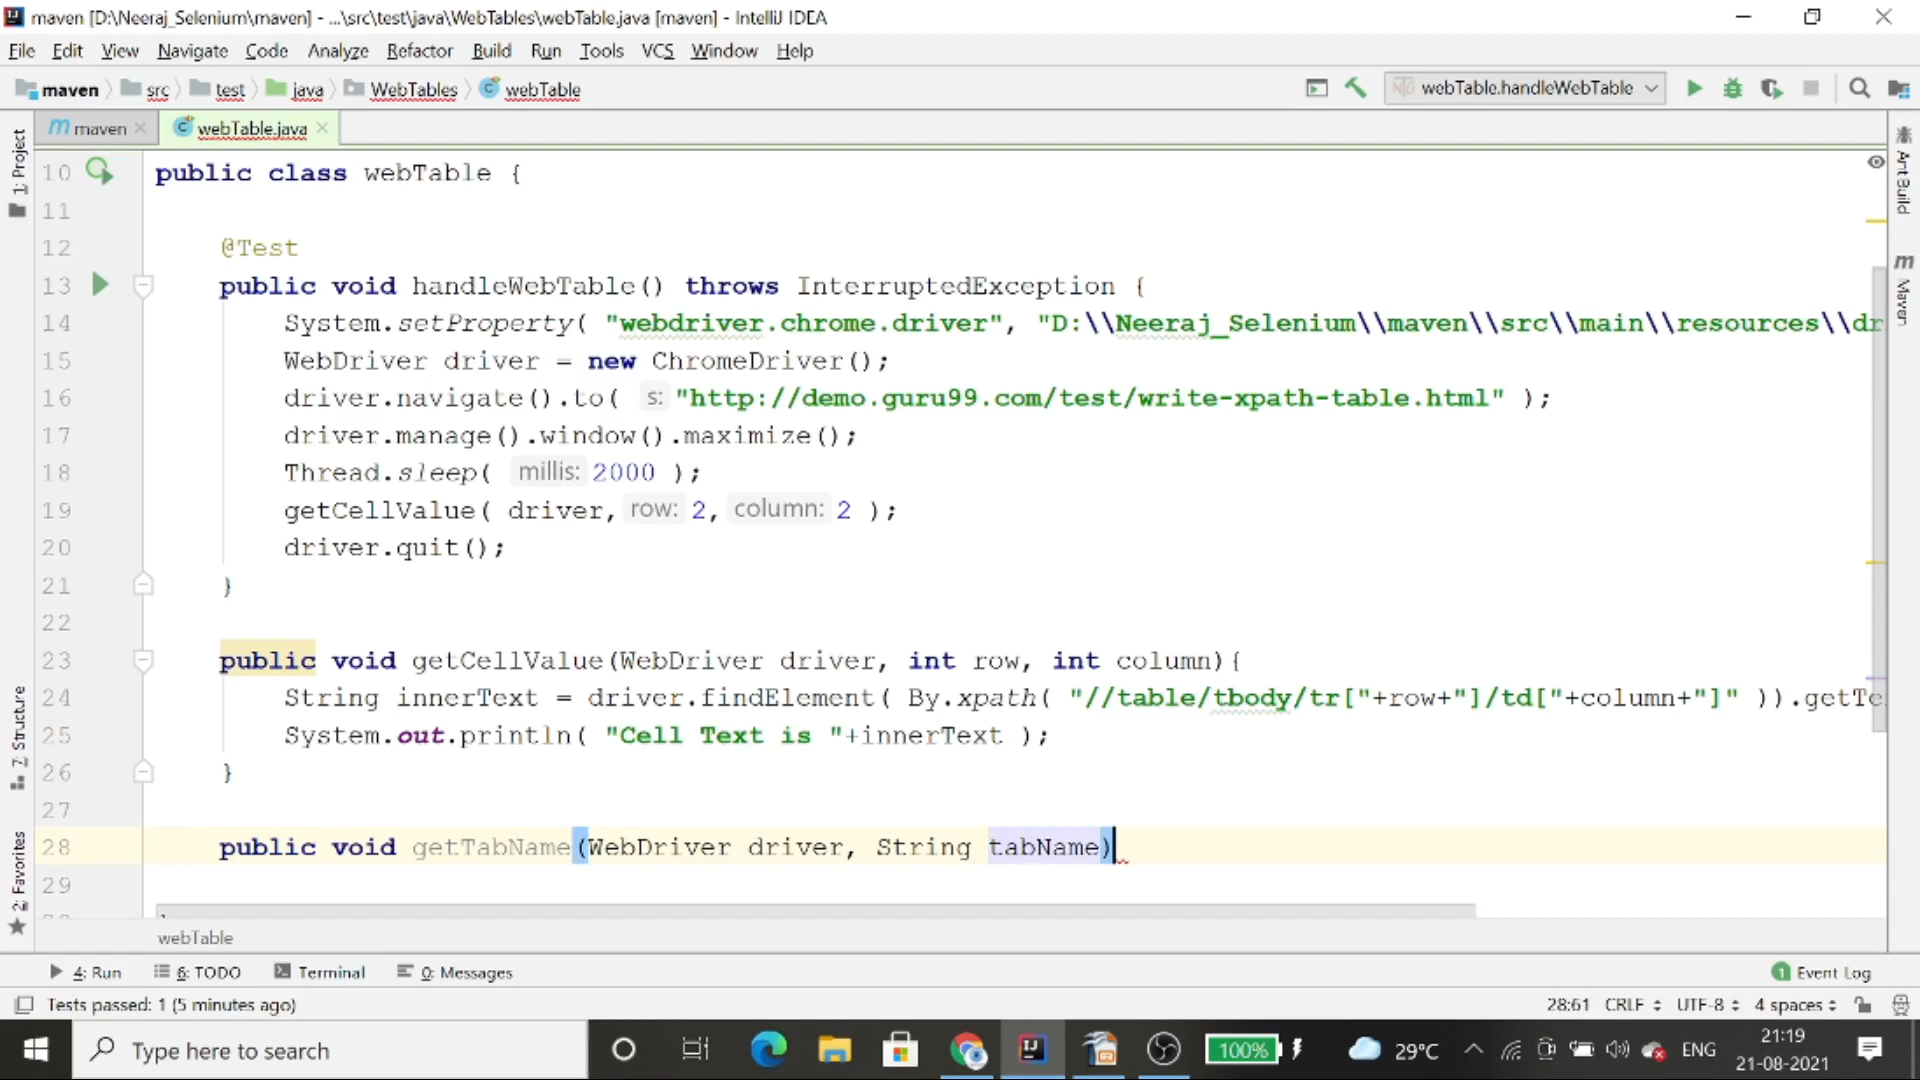 maven [D:\Neeraj_Selenium\maven] - ...\src\test\java\WebTables\webTable.java [maven] - IntelliJ IDEA
File Edit View Navigate Code Analyze Refactor Build Run Tools VCS Window Help
maven src test java WebTables webTable webTable.handleWebTable
maven webTable.java
1: Project
Ant Build
Maven
7: Structure
2: Favorites
10 public class webTable {
11
12 @Test
13 public void handleWebTable() throws InterruptedException {
14 System.setProperty( "webdriver.chrome.driver", "D:\\Neeraj_Selenium\\maven\\src\\main\\resources\\dr
15 WebDriver driver = new ChromeDriver();
16 driver.navigate().to( s: "http://demo.guru99.com/test/write-xpath-table.html" );
17 driver.manage().window().maximize();
18 Thread.sleep( millis: 2000 );
19 getCellValue( driver, row: 2, column: 2 );
20 driver.quit();
21 }
22
23 public void getCellValue(WebDriver driver, int row, int column){
24 String innerText = driver.findElement( By.xpath( "//table/tbody/tr["+row+"]/td["+column+"]" )).getTe
25 System.out.println( "Cell Text is "+innerText );
26 }
27
28 public void getTabName(WebDriver driver, String tabName)
29
webTable
4: Run 6: TODO Terminal 0: Messages 1 Event Log
Tests passed: 1 (5 minutes ago) 28:61 CRLF UTF-8 4 spaces
Type here to search 100% 29°C ENG 21:19
21-08-2021